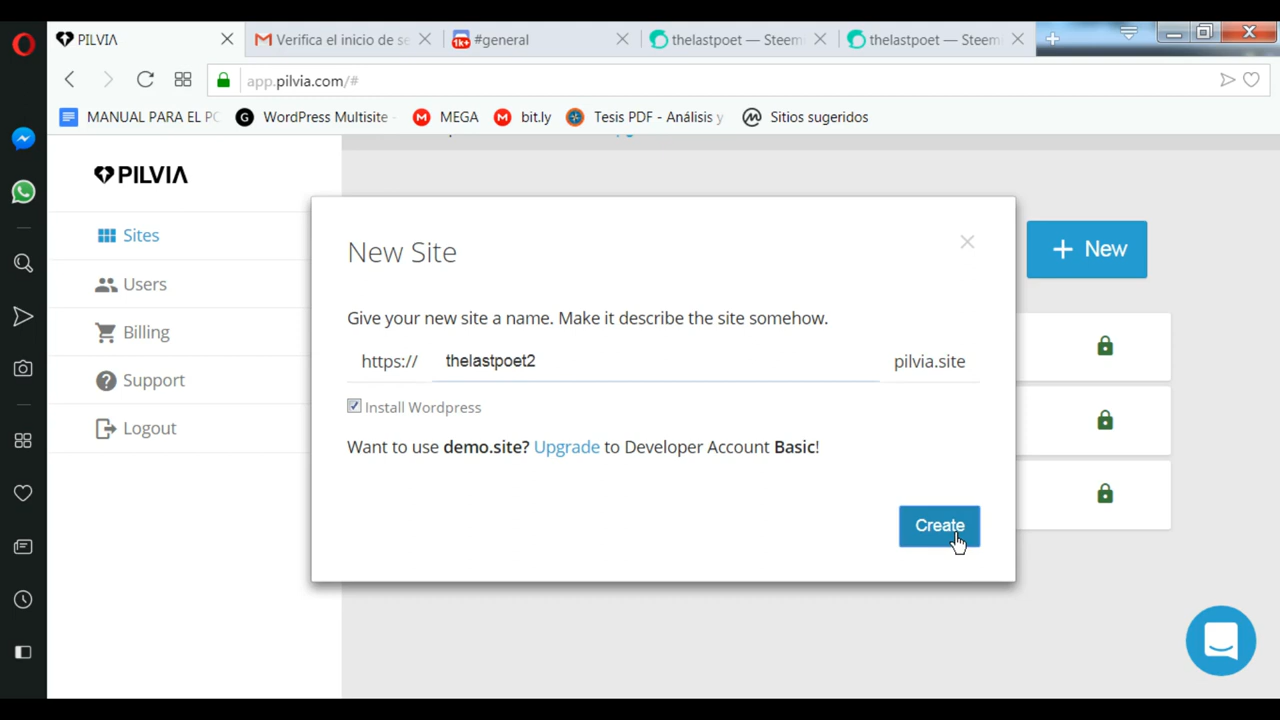 PILVIA
Verifica el inicio de se
1k+ #general
thelastpoet — Steem
thelastpoet — Steem
app.pilvia.com/#
MANUAL PARA EL PC
WordPress Multisite
MEGA
bit.ly
Tesis PDF - Análisis y
Sitios sugeridos
PILVIA
Sites
Users
Billing
Support
Logout
+ New
New Site
Give your new site a name. Make it describe the site somehow.
https:// thelastpoet2 pilvia.site
Install Wordpress
Want to use demo.site? Upgrade to Developer Account Basic!
Create